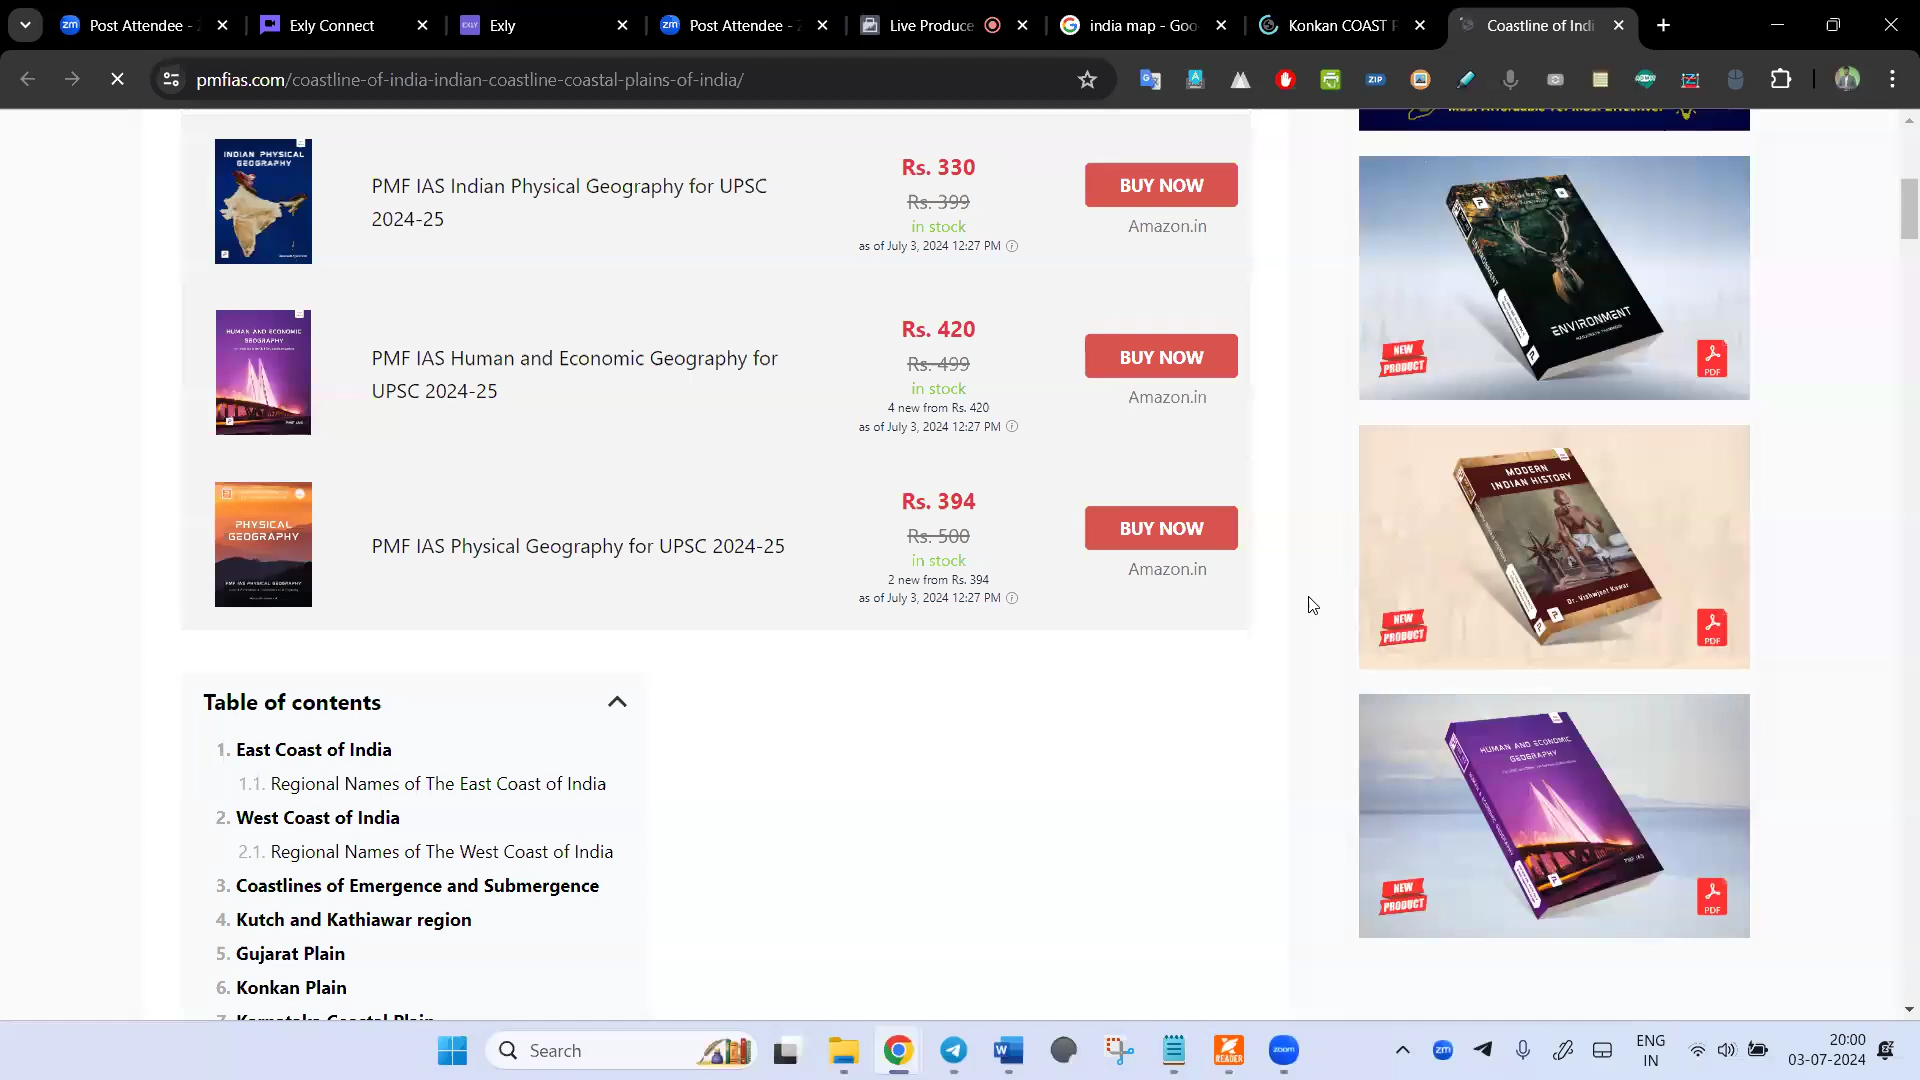 Post Attendee -
Exly Connect
Exly
Post Attendee - Z
Live Produce
india map - Goo
Konkan COAST F
Coastline of Indi
pmfias.com/coastline-of-india-indian-coastline-coastal-plains-of-india/
INDIAN PHYSICAL
GEOGRAPHY
PMF IAS Indian Physical Geography for UPSC
2024-25
Rs. 330
Rs. 399
in stock
as of July 3, 2024 12:27 PM
BUY NOW
Amazon.in
HUMAN AND ECONOMIC
GEOGRAPHY
PMF IAS Human and Economic Geography for
UPSC 2024-25
Rs. 420
Rs. 499
in stock
4 new from Rs. 420
as of July 3, 2024 12:27 PM
BUY NOW
Amazon.in
PHYSICAL
GEOGRAPHY
PMF IAS Physical Geography for UPSC 2024-25
Rs. 394
Rs. 500
in stock
2 new from Rs. 394
as of July 3, 2024 12:27 PM
BUY NOW
Amazon.in
Table of contents
1. East Coast of India
1.1. Regional Names of The East Coast of India
2. West Coast of India
2.1. Regional Names of The West Coast of India
3. Coastlines of Emergence and Submergence
4. Kutch and Kathiawar region
5. Gujarat Plain
6. Konkan Plain
7. Karnataka Coastal Plain
ENVIRONMENT
NEW
PRODUCT
PDF
MODERN
INDIAN HISTORY
Dr. Vishwjeet Kawar
NEW
PRODUCT
PDF
HUMAN AND ECONOMIC
GEOGRAPHY
PMF IAS
NEW
PRODUCT
PDF
Search
ENG
IN
20:00
03-07-2024